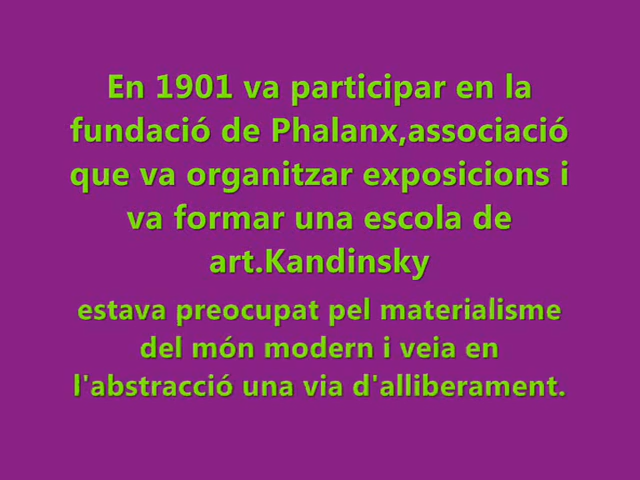 En 1901 va participar en la
fundació de Phalanx,associació
que va organitzar exposicions i
va formar una escola de
art.Kandinsky
estava preocupat pel materialisme
del món modern i veia en
l'abstracció una via d'alliberament.